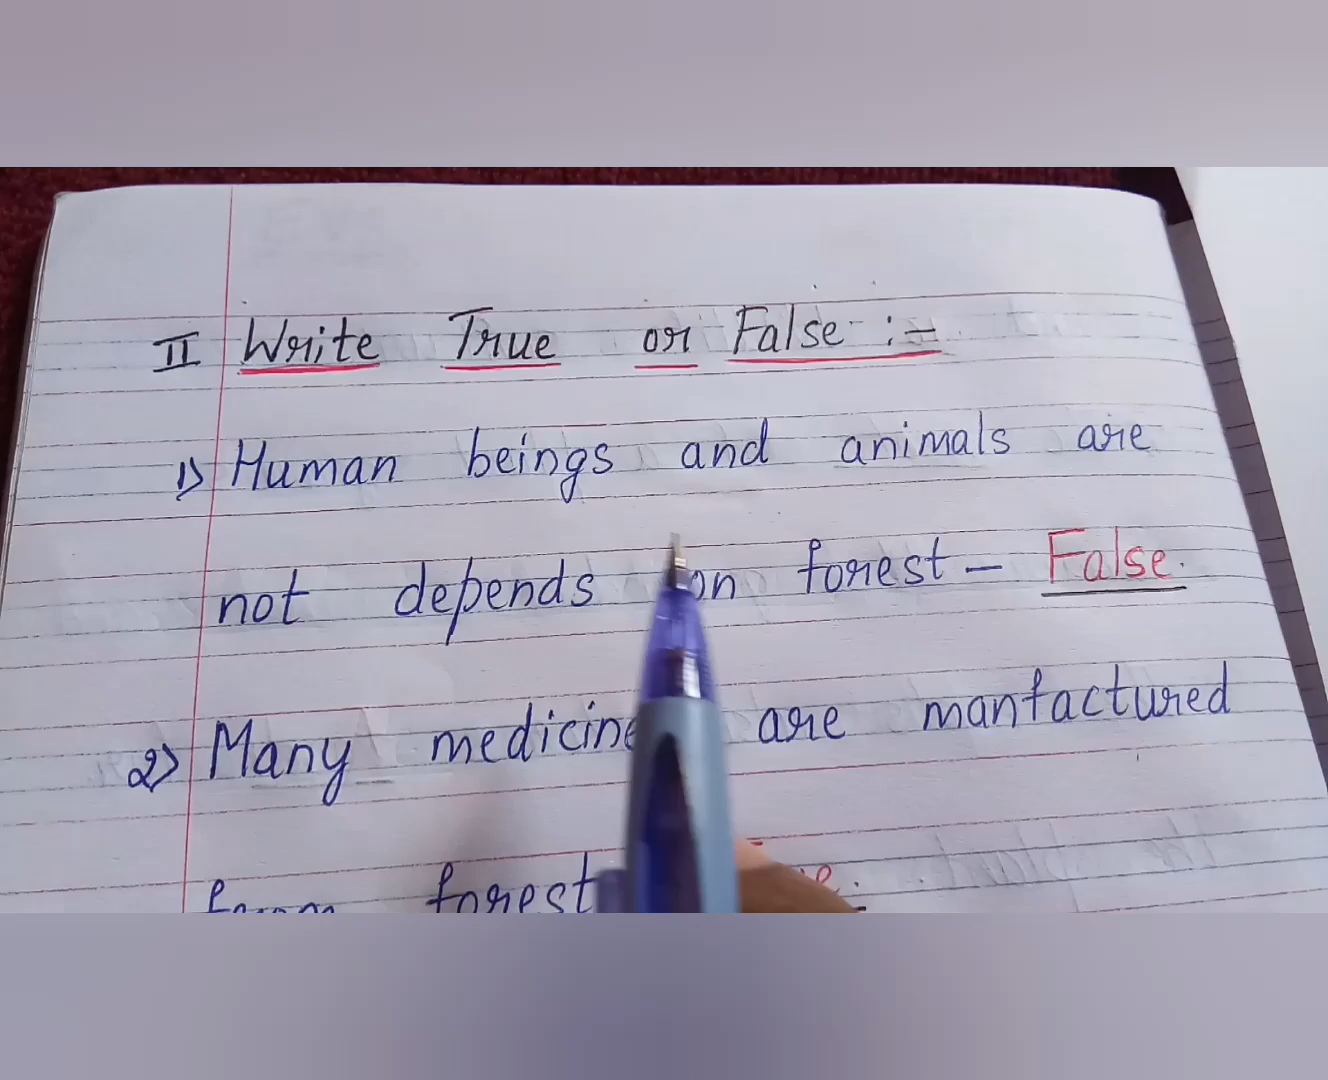 II Write True or False :-
1) Human beings and animals are
not depends on forest - False.
2) Many medicine are manfactured
from forest